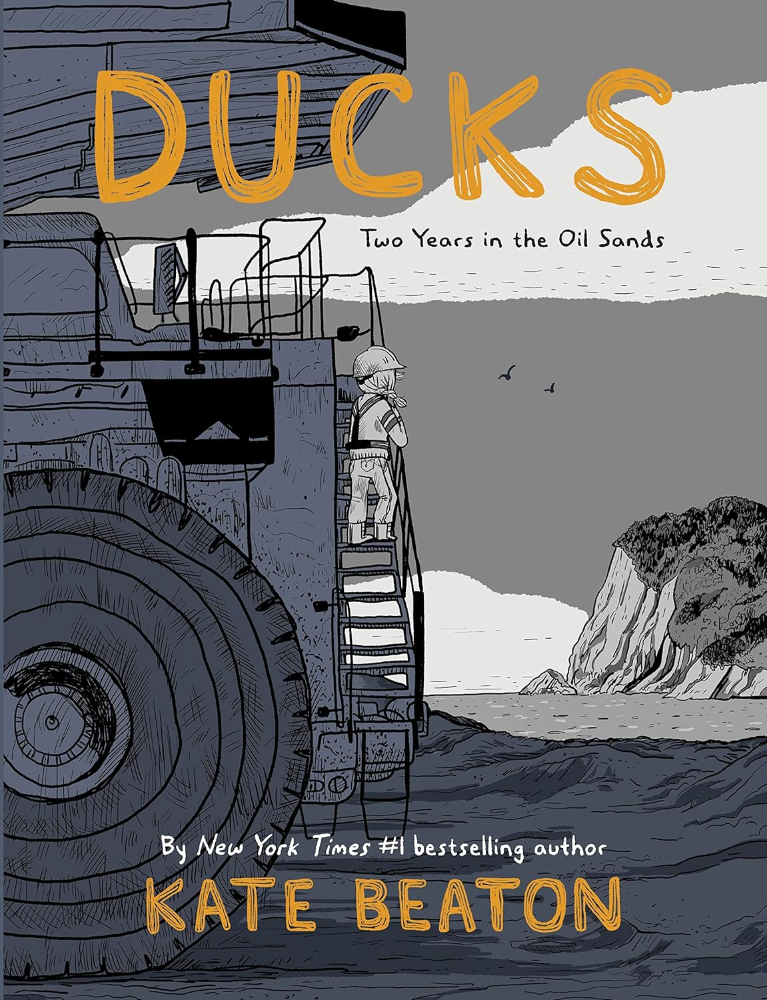 DUCKS
Two Years in the Oil Sands
By New York Times #1 bestselling author
KATE BEATON